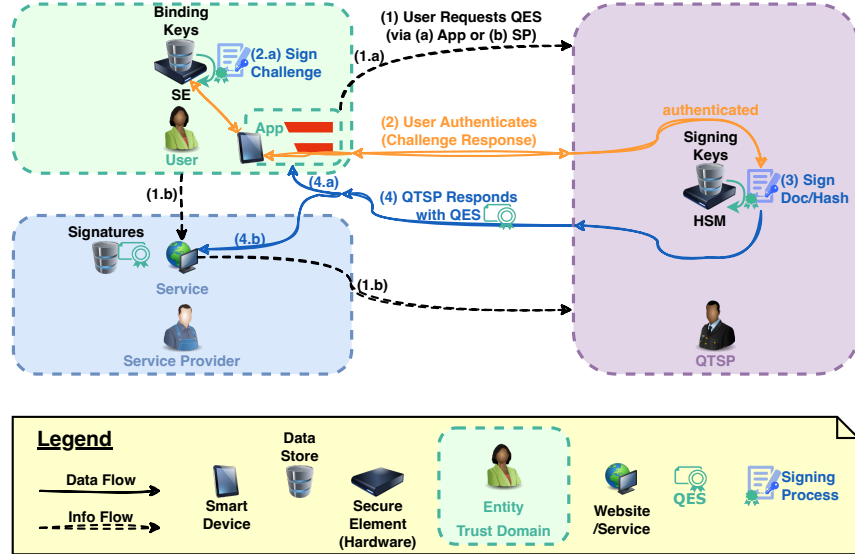 Binding
Keys
(2.a) Sign
Challenge
SE
User
App
(1) User Requests QES
(via (a) App or (b) SP)
(1.a)
(2) User Authenticates
(Challenge Response)
authenticated
Signing
Keys
(3) Sign
Doc/Hash
HSM
(1.b)
(4.a)
(4) QTSP Responds
with QES
(4.b)
Signatures
Service
(1.b)
Service Provider
QTSP
Legend
Data Flow
Info Flow
Smart
Device
Data
Store
Secure
Element
(Hardware)
Entity
Trust Domain
Website
/Service
QES
Signing
Process